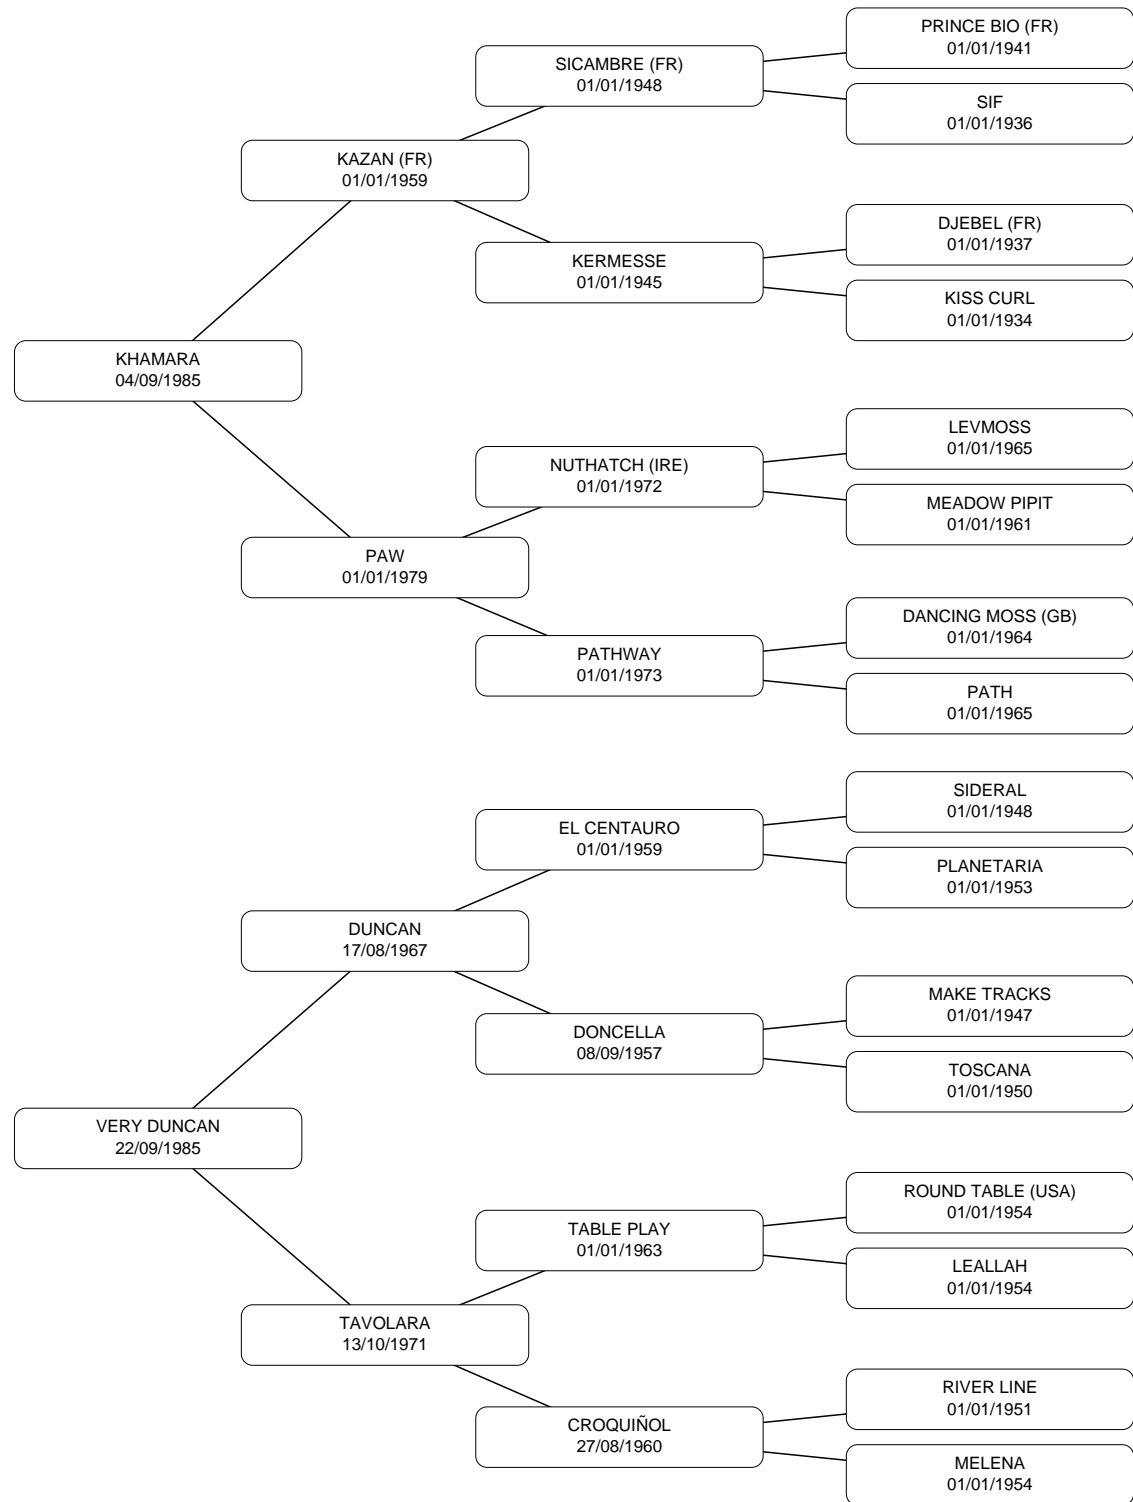 PRINCE BIO (FR)
01/01/1941
SICAMBRE (FR)
01/01/1948
SIF
01/01/1936
KAZAN (FR)
01/01/1959
DJEBEL (FR)
01/01/1937
KERMESSE
01/01/1945
KISS CURL
01/01/1934
KHAMARA
04/09/1985
LEVMOSS
01/01/1965
NUTHATCH (IRE)
01/01/1972
MEADOW PIPIT
01/01/1961
PAW
01/01/1979
DANCING MOSS (GB)
01/01/1964
PATHWAY
01/01/1973
PATH
01/01/1965
SIDERAL
01/01/1948
EL CENTAURO
01/01/1959
PLANETARIA
01/01/1953
DUNCAN
17/08/1967
MAKE TRACKS
01/01/1947
DONCELLA
08/09/1957
TOSCANA
01/01/1950
VERY DUNCAN
22/09/1985
ROUND TABLE (USA)
01/01/1954
TABLE PLAY
01/01/1963
LEALLAH
01/01/1954
TAVOLARA
13/10/1971
RIVER LINE
01/01/1951
CROQUIÑOL
27/08/1960
MELENA
01/01/1954